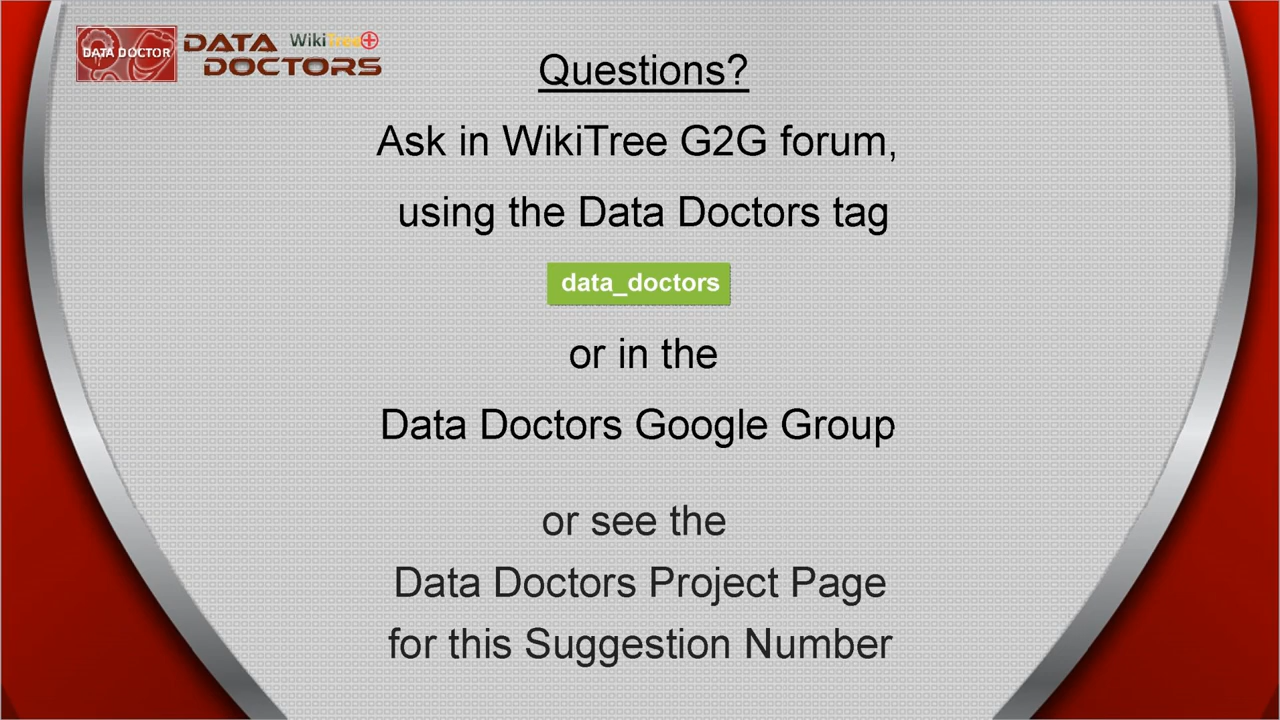 DATA DOCTOR
DATA
DOCTORS
WikiTree
Questions?
Ask in WikiTree G2G forum,
using the Data Doctors tag
data_doctors
or in the
Data Doctors Google Group
or see the
Data Doctors Project Page
for this Suggestion Number